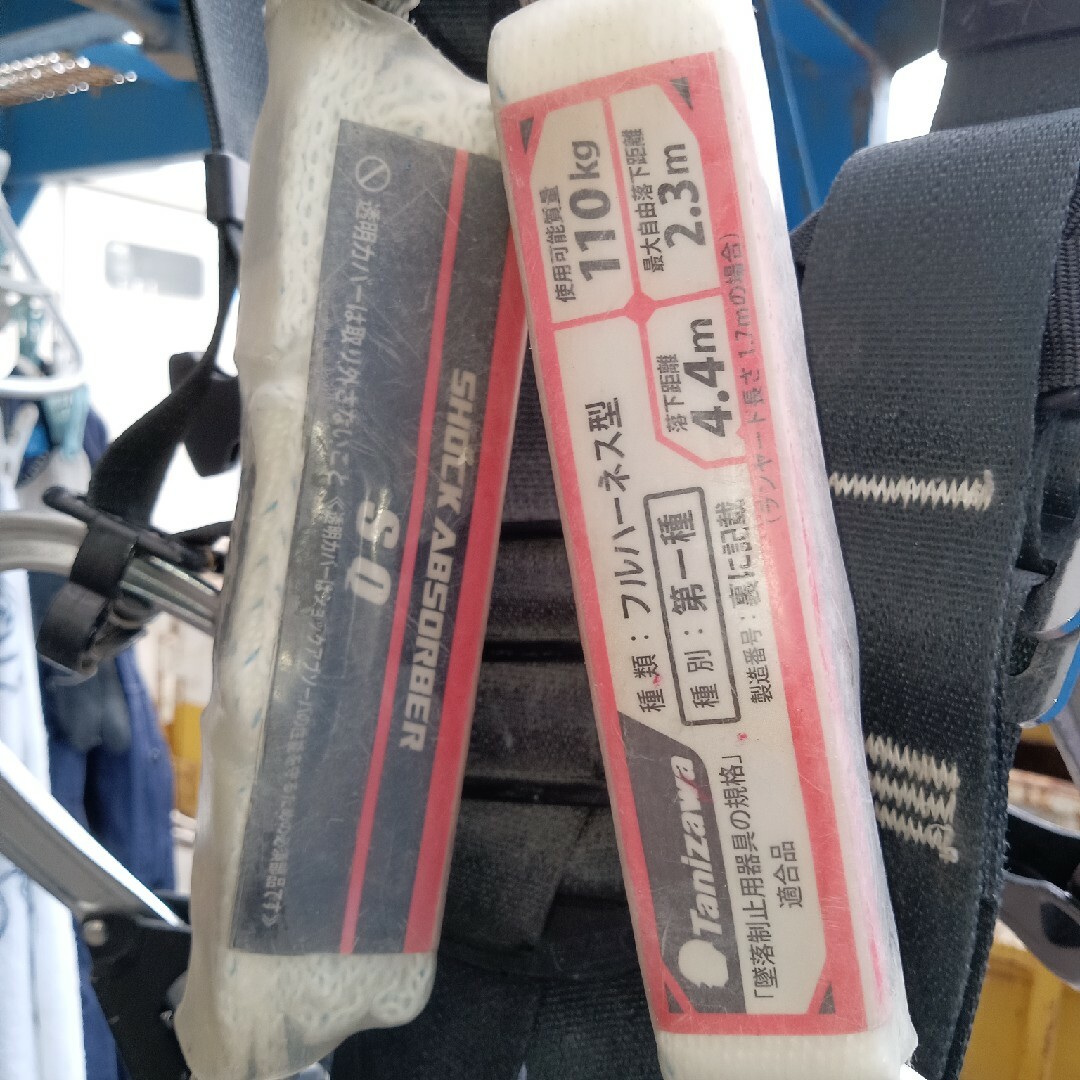 透明カバーは取り外さないこと
SHOCK ABSORBER
使用可能質量
110kg
最大自由落下距離
2.3m
落下距離
4.4m
(ランヤード長さ1.7mの場合)
種類：フルハーネス型
種別：第一種
製造番号：裏に記載
Tanizawa
「墜落制止用器具の規格」
適合品